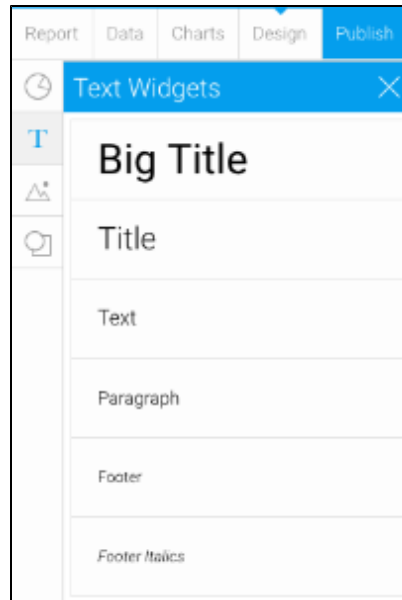 Report Data Charts Design Publish
Text Widgets
T
Big Title
Title
Text
Paragraph
Footer
Footer Italics